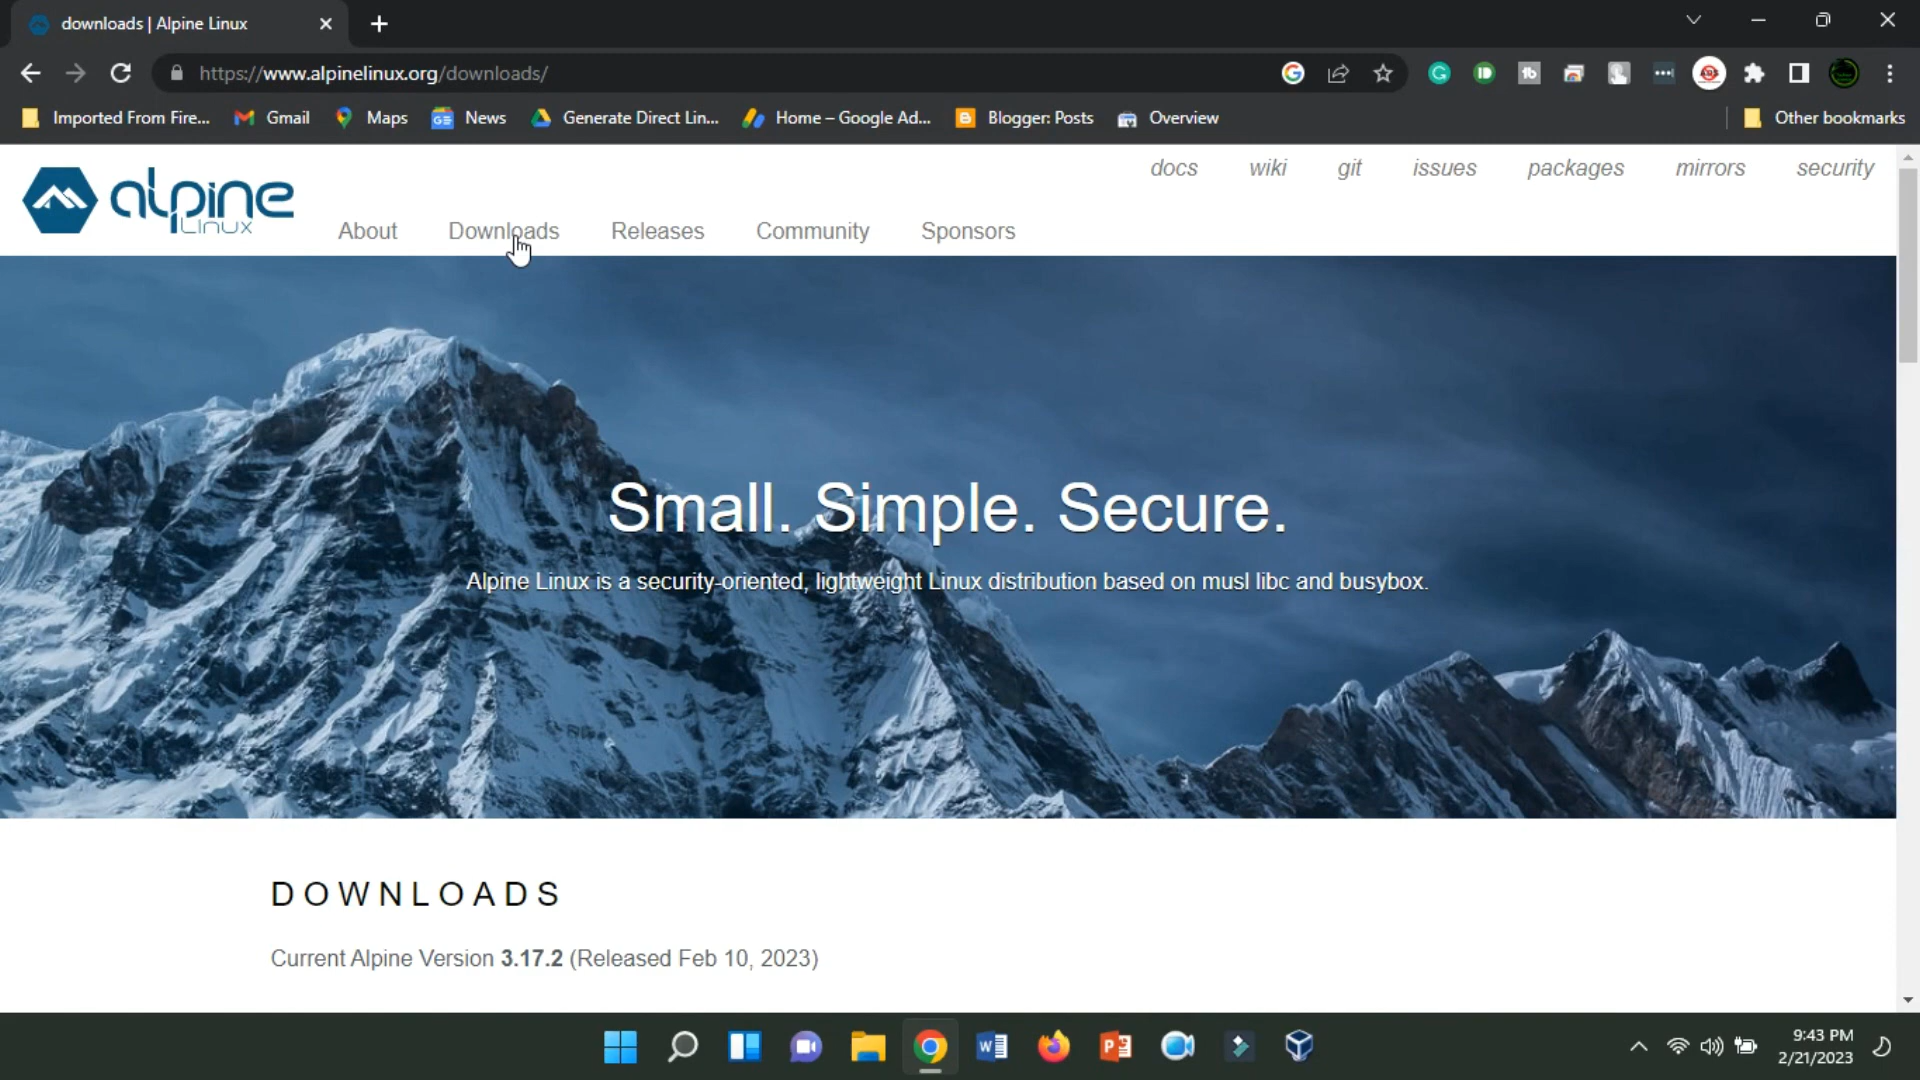 downloads | Alpine Linux
https://www.alpinelinux.org/downloads/
Imported From Fire... Gmail Maps News Generate Direct Lin... Home – Google Ad... Blogger: Posts Overview Other bookmarks
docs wiki git issues packages mirrors security
alpine
Linux
About Downloads Releases Community Sponsors
Small. Simple. Secure.
Alpine Linux is a security-oriented, lightweight Linux distribution based on musl libc and busybox.
DOWNLOADS
Current Alpine Version 3.17.2 (Released Feb 10, 2023)
9:43 PM
2/21/2023